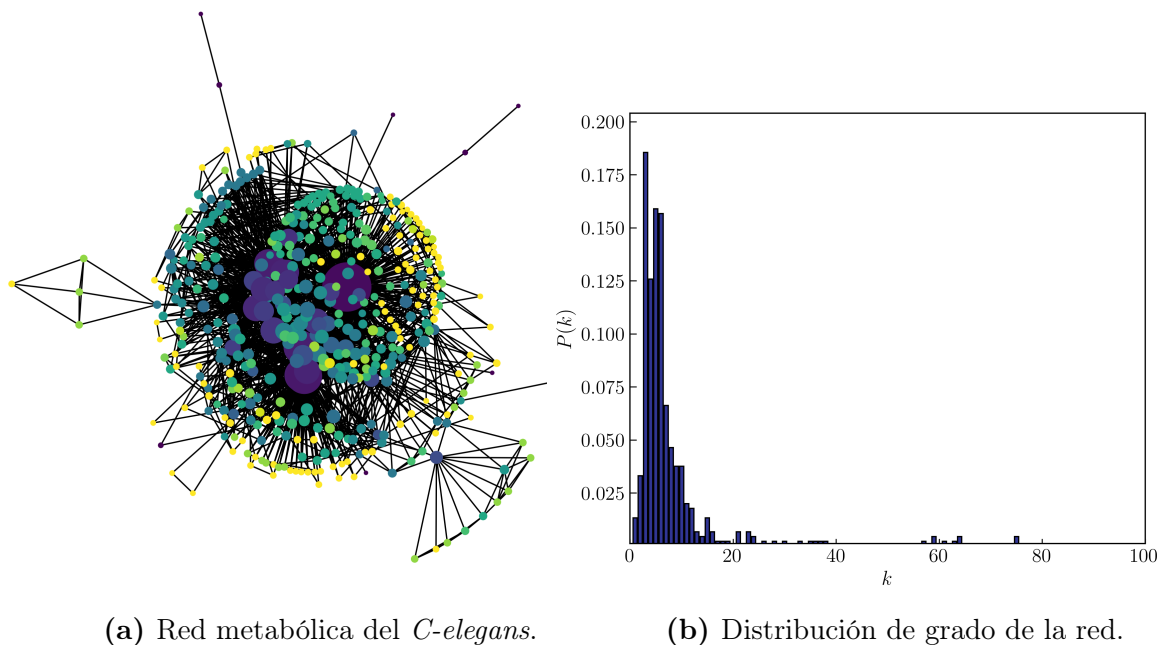 0.200
0.175
0.150
0.125
0.100
0.075
0.050
0.025
P(k)
0 20 40 60 80 100
k
(a) Red metabólica del C-elegans.
(b) Distribución de grado de la red.